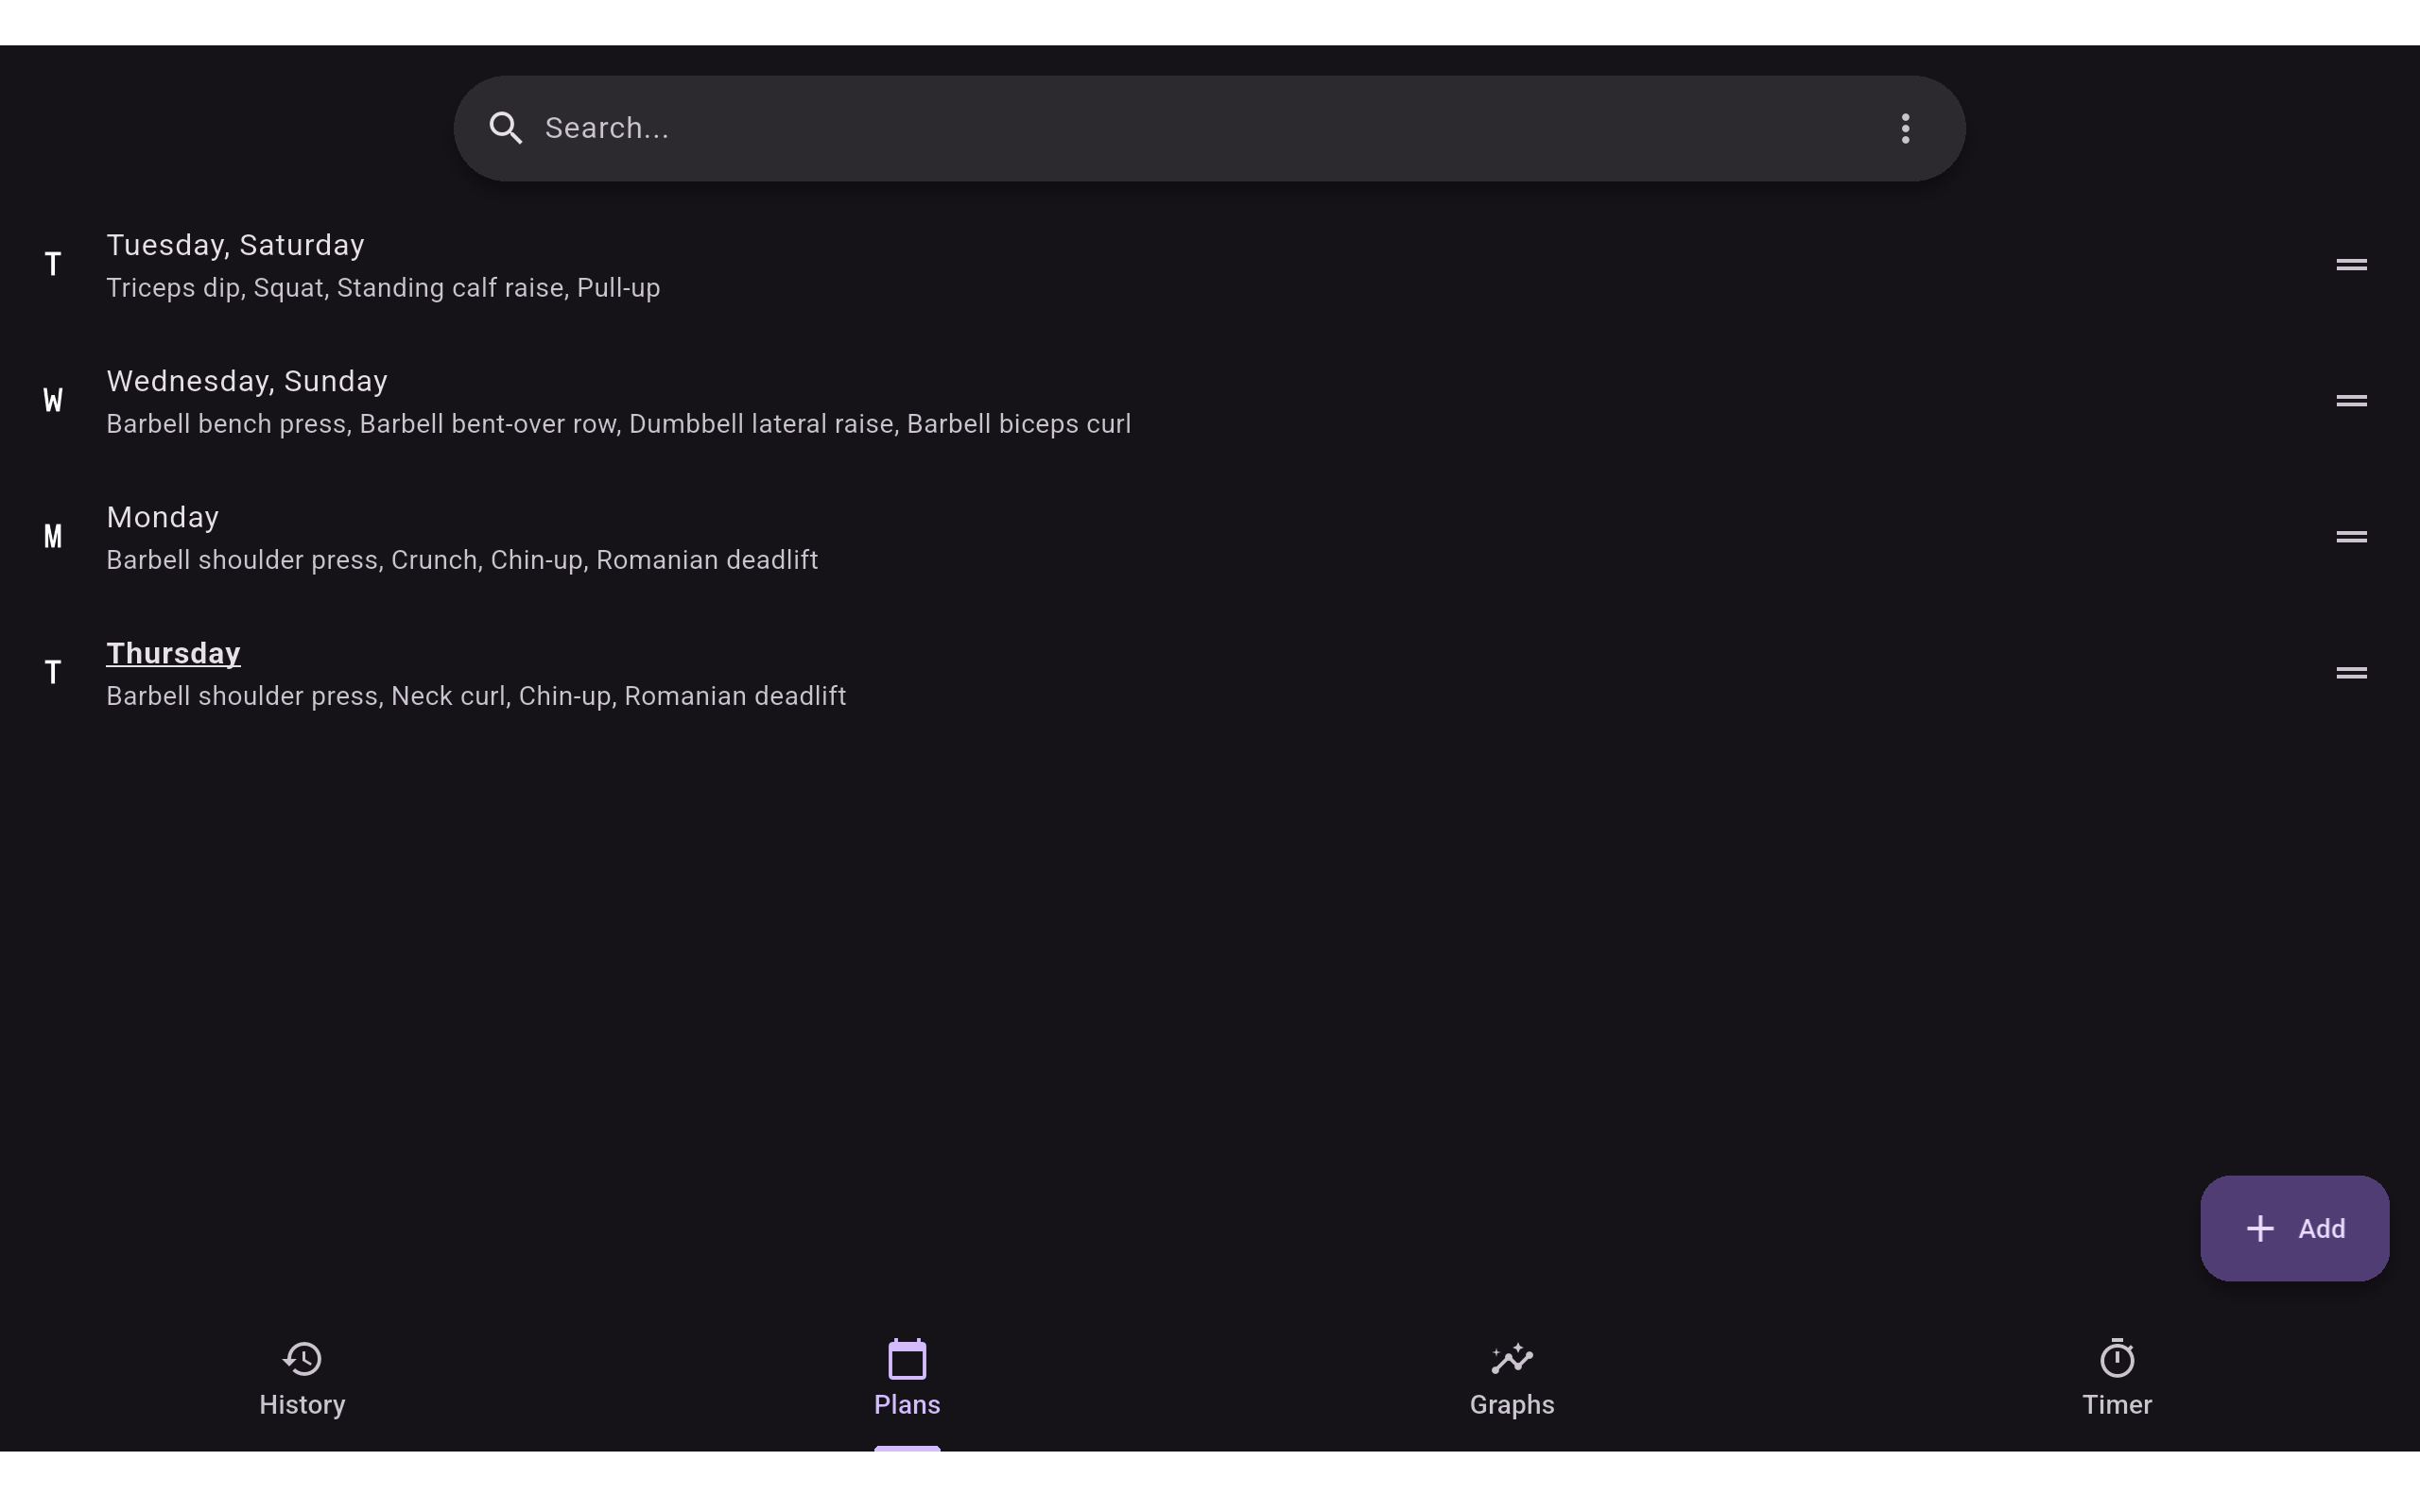 Search...
T
Tuesday, Saturday
Triceps dip, Squat, Standing calf raise, Pull-up
W
Wednesday, Sunday
Barbell bench press, Barbell bent-over row, Dumbbell lateral raise, Barbell biceps curl
M
Monday
Barbell shoulder press, Crunch, Chin-up, Romanian deadlift
T
Thursday
Barbell shoulder press, Neck curl, Chin-up, Romanian deadlift
Add
History
Plans
Graphs
Timer